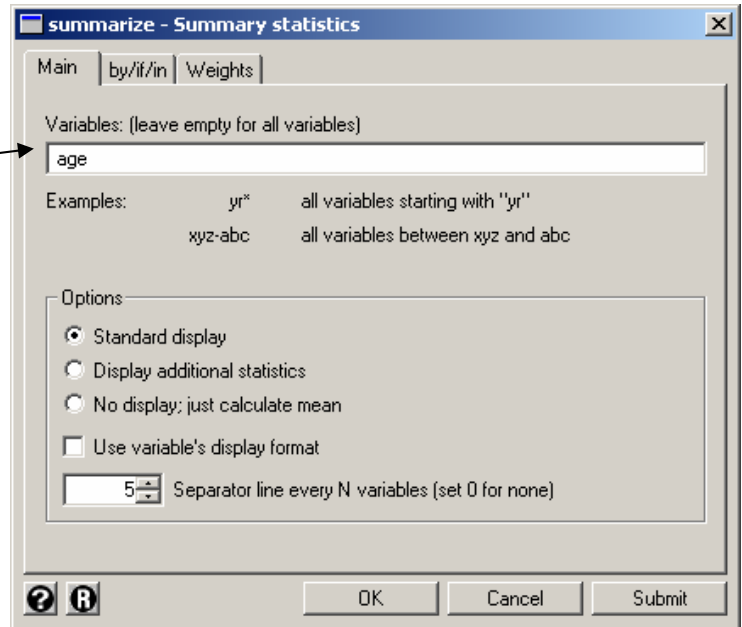 summarize - Summary statistics
Main by/if/in Weights
Variables: (leave empty for all variables)
age
Examples: yr* all variables starting with "yr"
xyz-abc all variables between xyz and abc
Options
Standard display
Display additional statistics
No display; just calculate mean
Use variable's display format
5 Separator line every N variables (set 0 for none)
? R OK Cancel Submit